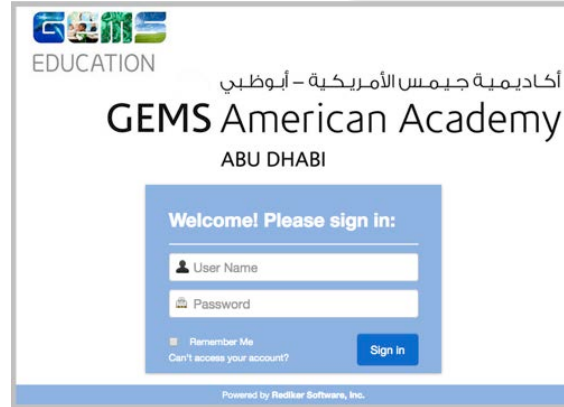 GEMS
EDUCATION
أكاديمية جيمس الأمريكية – أبوظبي
GEMS American Academy
ABU DHABI
Welcome! Please sign in:
User Name
Password
Remember Me
Can't access your account?
Sign in
Powered by Rediker Software, Inc.